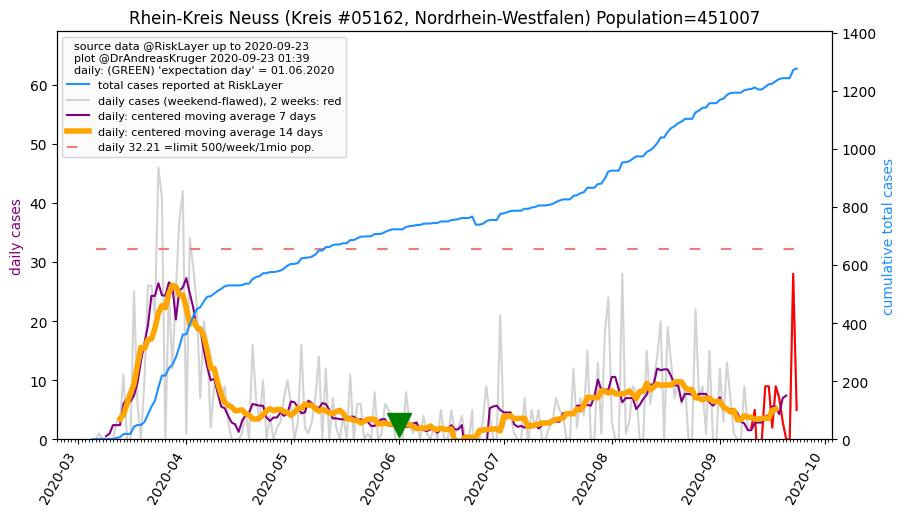 Rhein-Kreis Neuss (Kreis #05162, Nordrhein-Westfalen) Population=451007
source data @RiskLayer up to 2020-09-23
plot @DrAndreasKruger 2020-09-23 01:39
daily: (GREEN) 'expectation day' = 01.06.2020
total cases reported at RiskLayer
daily cases (weekend-flawed), 2 weeks: red
daily: centered moving average 7 days
daily: centered moving average 14 days
daily 32.21 =limit 500/week/1mio pop.
daily cases
60
50
40
30
20
10
0
cumulative total cases
1400
1200
1000
800
600
400
200
0
2020-03
2020-04
2020-05
2020-06
2020-07
2020-08
2020-09
2020-10